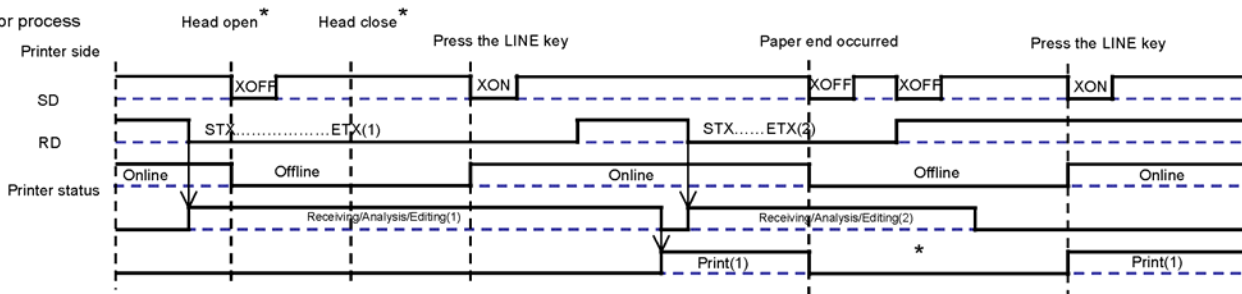 or process
Head open* Head close*
Printer side Press the LINE key Paper end occurred Press the LINE key
SD XOFF XON XOFF XOFF XON
RD STX..................ETX(1) STX......ETX(2)
Printer status Online Offline Online Offline Online
Receiving/Analysis/Editing(1) Receiving/Analysis/Editing(2)
Print(1) * Print(1)